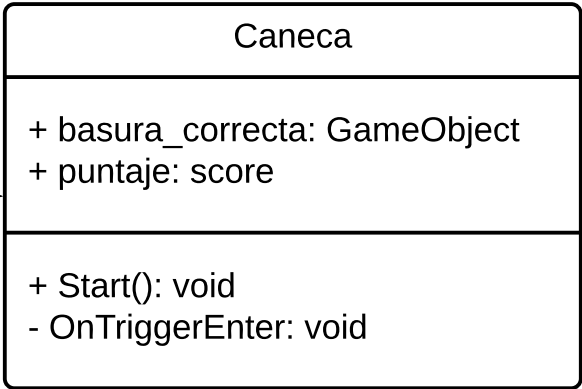 Caneca
+ basura_correcta: GameObject
+ puntaje: score
+ Start(): void
- OnTriggerEnter: void